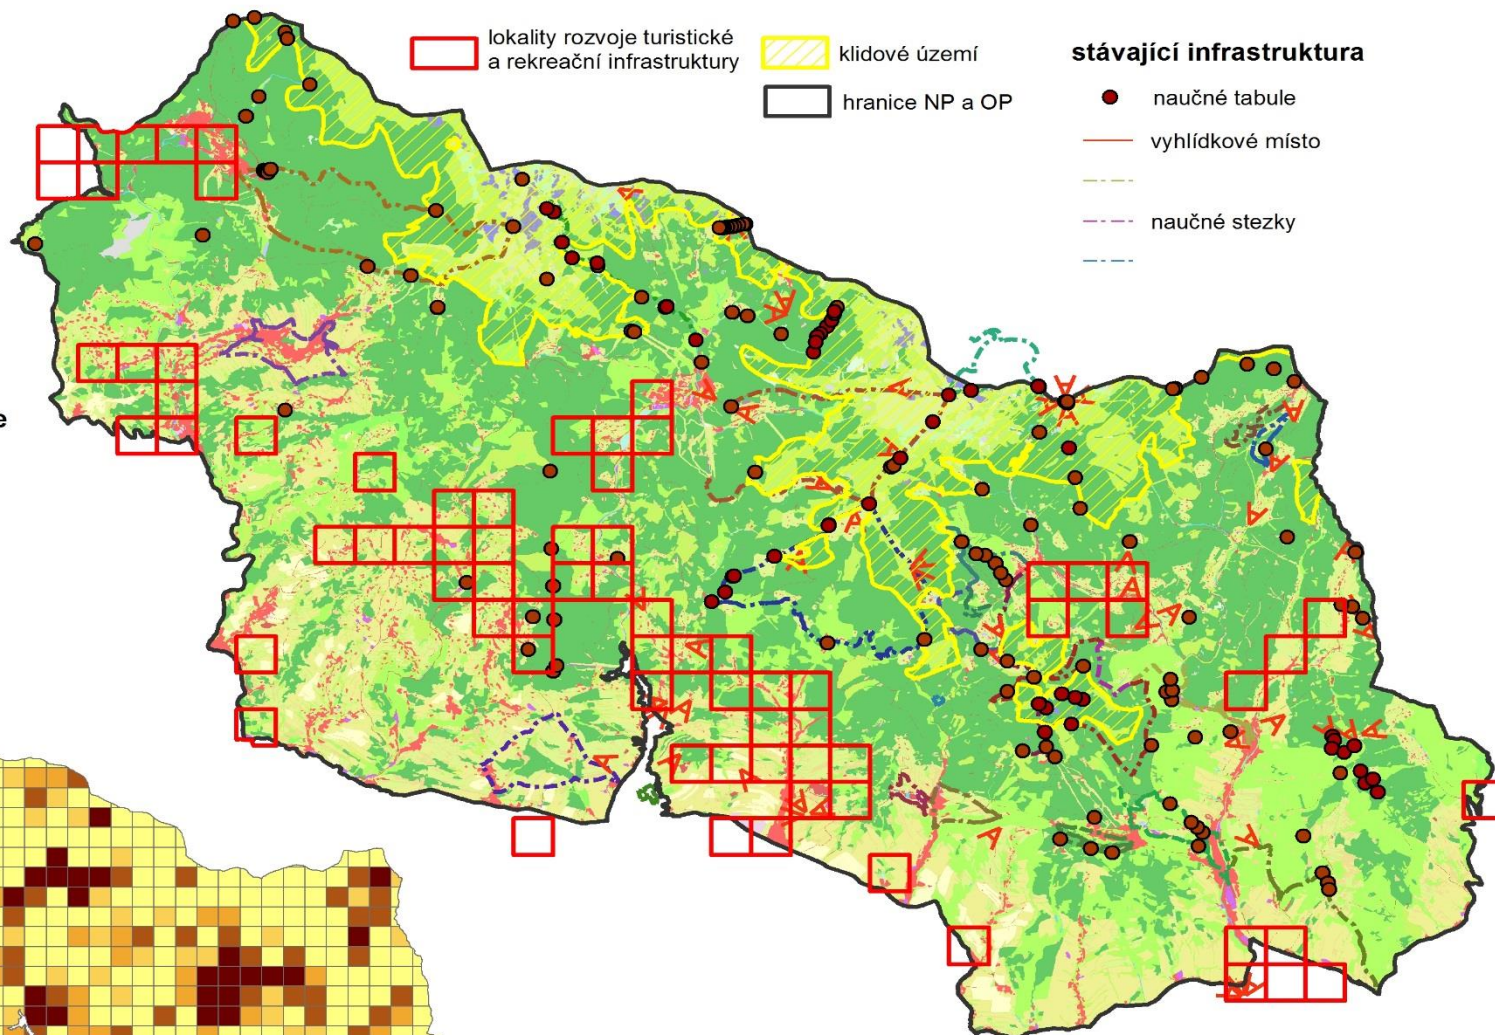 lokality rozvoje turistické
a rekreační infrastruktury
klidové území
hranice NP a OP
stávající infrastruktura
naučné tabule
vyhlídkové místo
naučné stezky
e